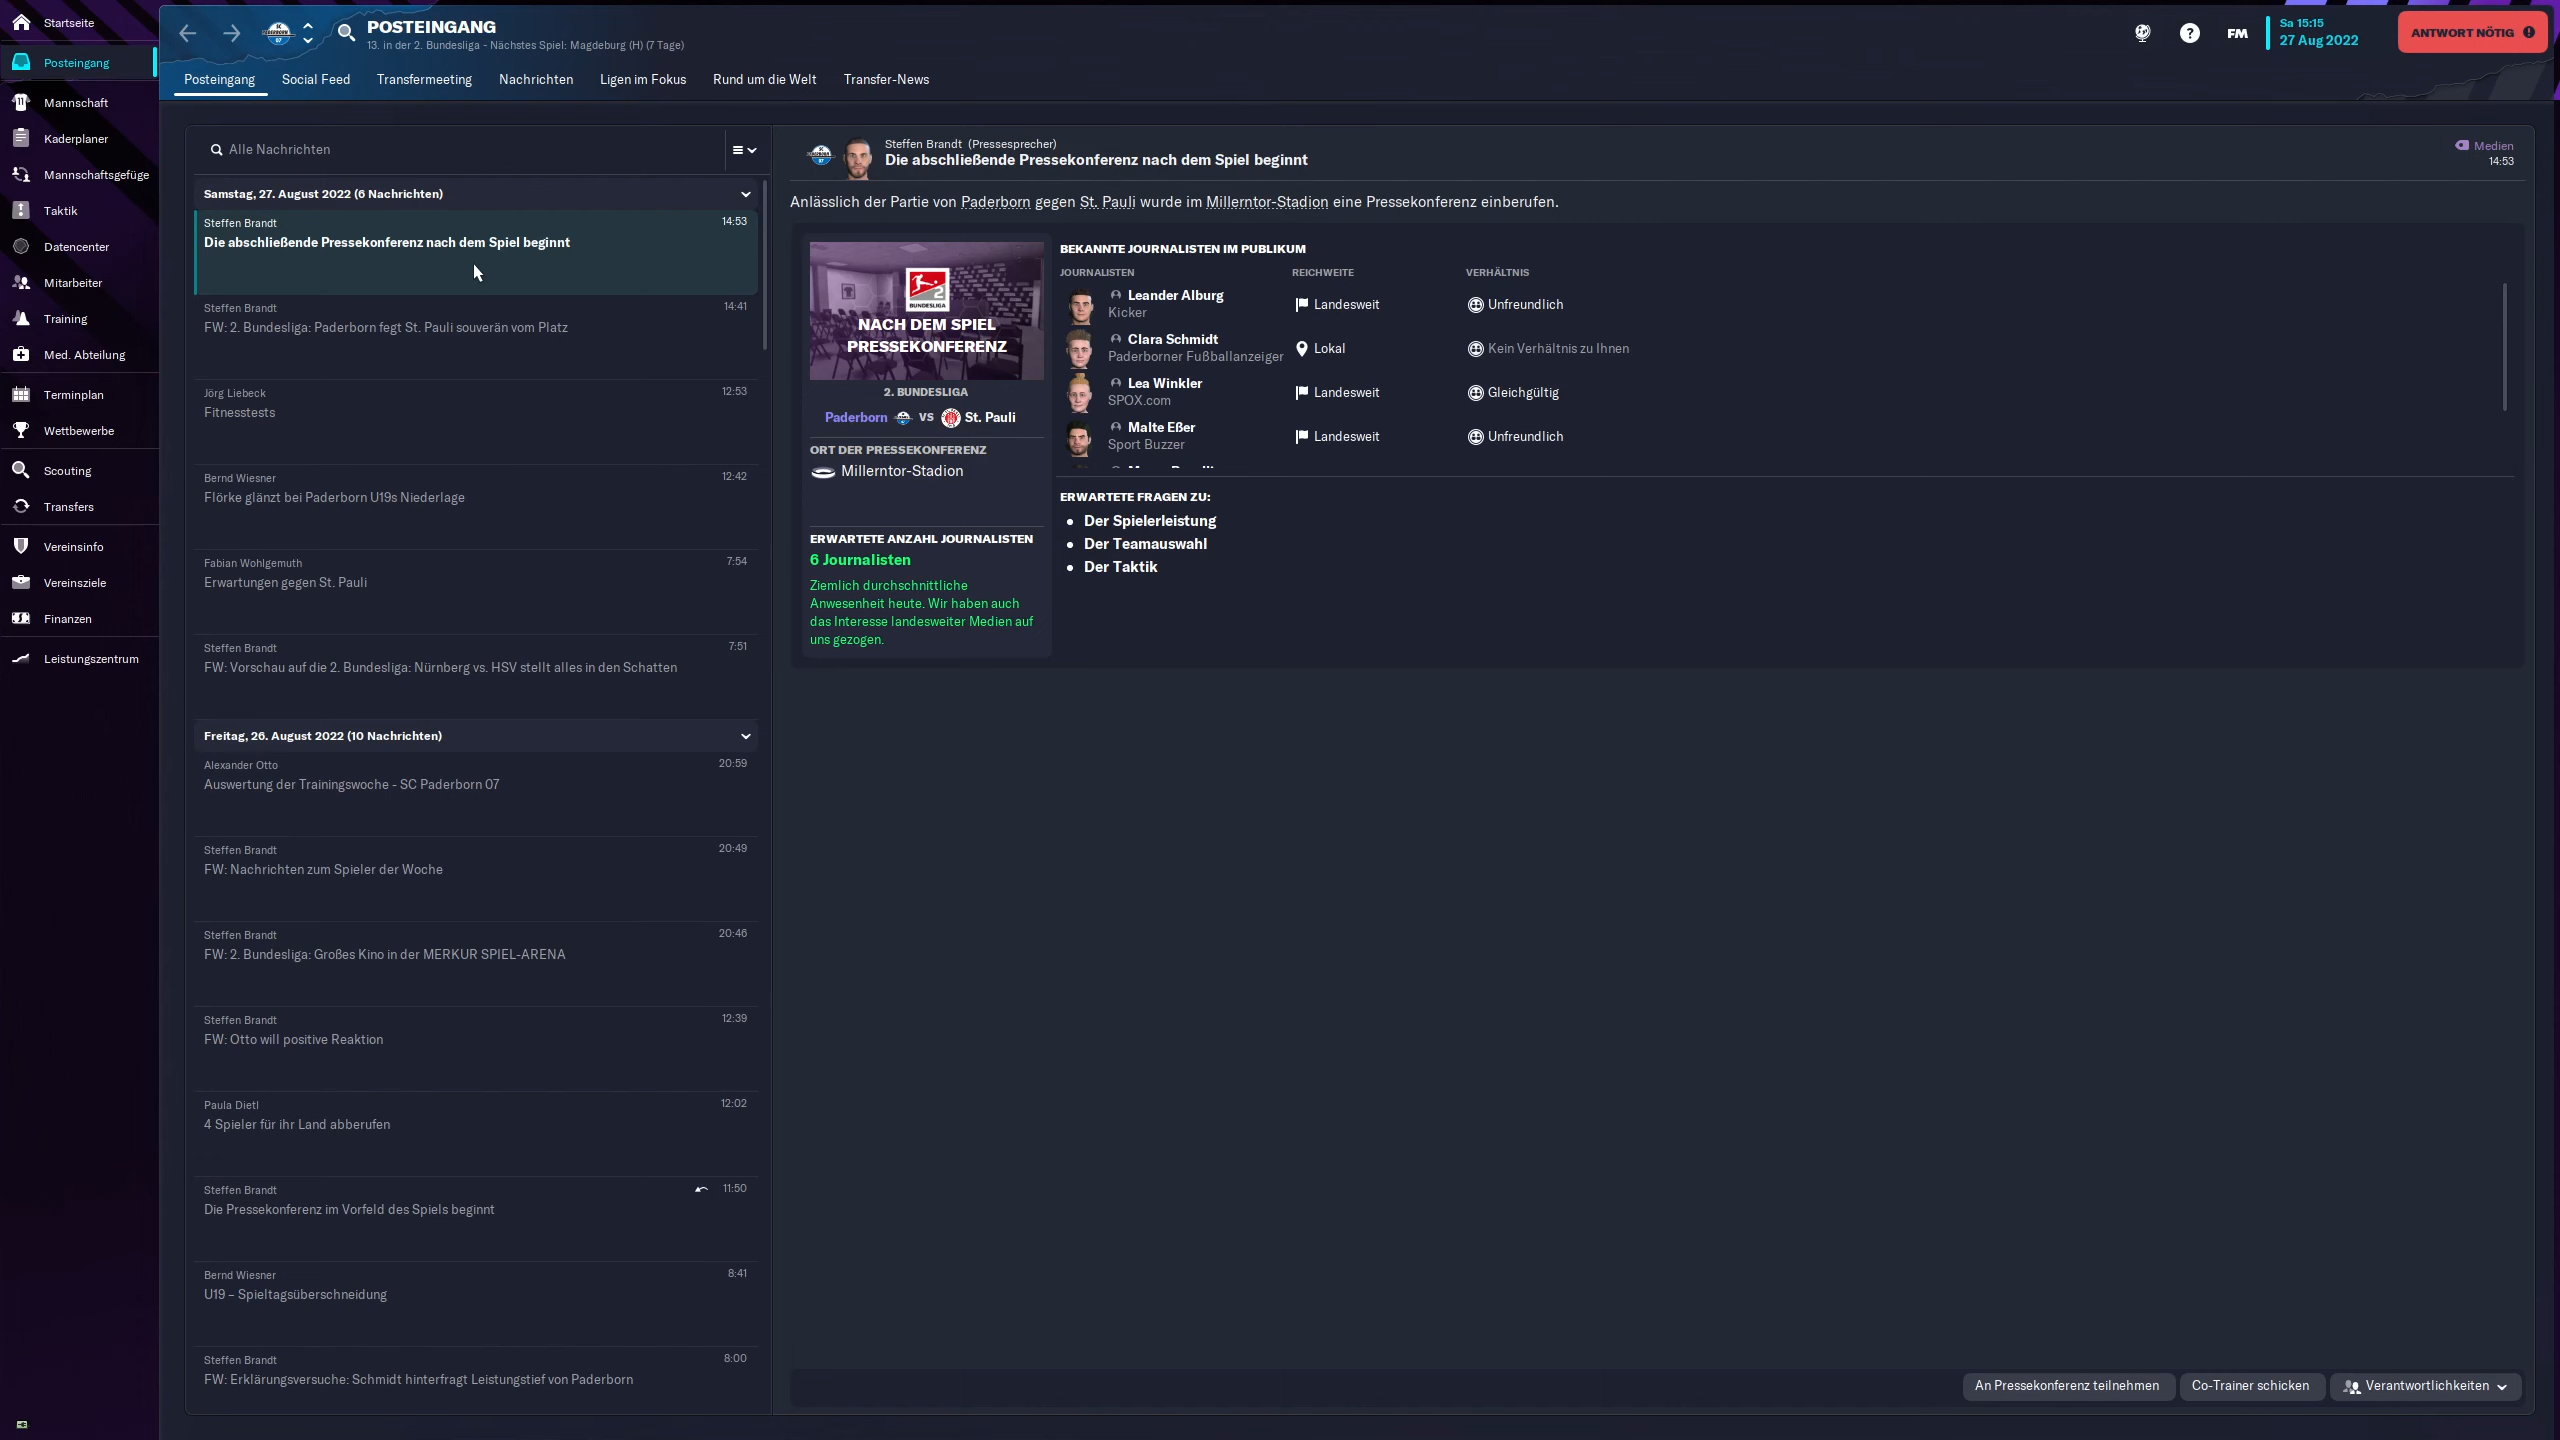 Startseite
Posteingang
Mannschaft
Kaderplaner
Mannschaftsgefüge
Taktik
Datencenter
Mitarbeiter
Training
Med. Abteilung
Terminplan
Wettbewerbe
Scouting
Transfers
Vereinsinfo
Vereinsziele
Finanzen
Leistungszentrum
POSTEINGANG
13. in der 2. Bundesliga - Nächstes Spiel: Magdeburg (H) (7 Tage)
FM
Sa 15:15
27 Aug 2022
ANTWORT NÖTIG
Posteingang Social Feed Transfermeeting Nachrichten Ligen im Fokus Rund um die Welt Transfer-News
Alle Nachrichten
Samstag, 27. August 2022 (6 Nachrichten)
Steffen Brandt 14:53
Die abschließende Pressekonferenz nach dem Spiel beginnt
Steffen Brandt 14:41
FW: 2. Bundesliga: Paderborn fegt St. Pauli souverän vom Platz
Jörg Liebeck 12:53
Fitnesstests
Bernd Wiesner 12:42
Flörke glänzt bei Paderborn U19s Niederlage
Fabian Wohlgemuth 7:54
Erwartungen gegen St. Pauli
Steffen Brandt 7:51
FW: Vorschau auf die 2. Bundesliga: Nürnberg vs. HSV stellt alles in den Schatten
Freitag, 26. August 2022 (10 Nachrichten)
Alexander Otto 20:59
Auswertung der Trainingswoche - SC Paderborn 07
Steffen Brandt 20:49
FW: Nachrichten zum Spieler der Woche
Steffen Brandt 20:46
FW: 2. Bundesliga: Großes Kino in der MERKUR SPIEL-ARENA
Steffen Brandt 12:39
FW: Otto will positive Reaktion
Paula Dietl 12:02
4 Spieler für ihr Land abberufen
Steffen Brandt 11:50
Die Pressekonferenz im Vorfeld des Spiels beginnt
Bernd Wiesner 8:41
U19 – Spieltagsüberschneidung
Steffen Brandt 8:00
FW: Erklärungsversuche: Schmidt hinterfragt Leistungstief von Paderborn
Steffen Brandt (Pressesprecher)
Die abschließende Pressekonferenz nach dem Spiel beginnt
Medien
14:53
Anlässlich der Partie von Paderborn gegen St. Pauli wurde im Millerntor-Stadion eine Pressekonferenz einberufen.
2
BUNDESLIGA
NACH DEM SPIEL
PRESSEKONFERENZ
2. BUNDESLIGA
Paderborn VS St. Pauli
ORT DER PRESSEKONFERENZ
Millerntor-Stadion
ERWARTETE ANZAHL JOURNALISTEN
6 Journalisten
Ziemlich durchschnittliche
Anwesenheit heute. Wir haben auch
das Interesse landesweiter Medien auf
uns gezogen.
BEKANNTE JOURNALISTEN IM PUBLIKUM
JOURNALISTEN REICHWEITE VERHÄLTNIS
Leander Alburg
Kicker
Landesweit Unfreundlich
Clara Schmidt
Paderborner Fußballanzeiger
Lokal Kein Verhältnis zu Ihnen
Lea Winkler
SPOX.com
Landesweit Gleichgültig
Malte Eßer
Sport Buzzer
Landesweit Unfreundlich
ERWARTETE FRAGEN ZU:
• Der Spielerleistung
• Der Teamauswahl
• Der Taktik
An Pressekonferenz teilnehmen Co-Trainer schicken Verantwortlichkeiten